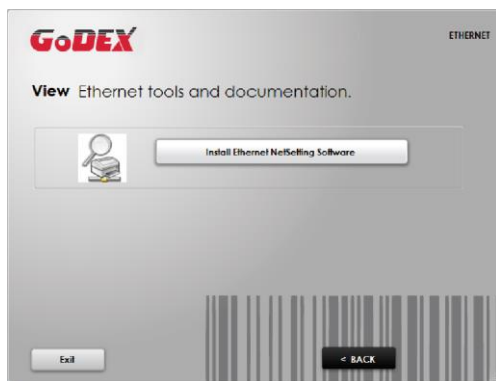 GoDEX
ETHERNET
View Ethernet tools and documentation.
Install Ethernet NetSetting Software
Exit
< BACK